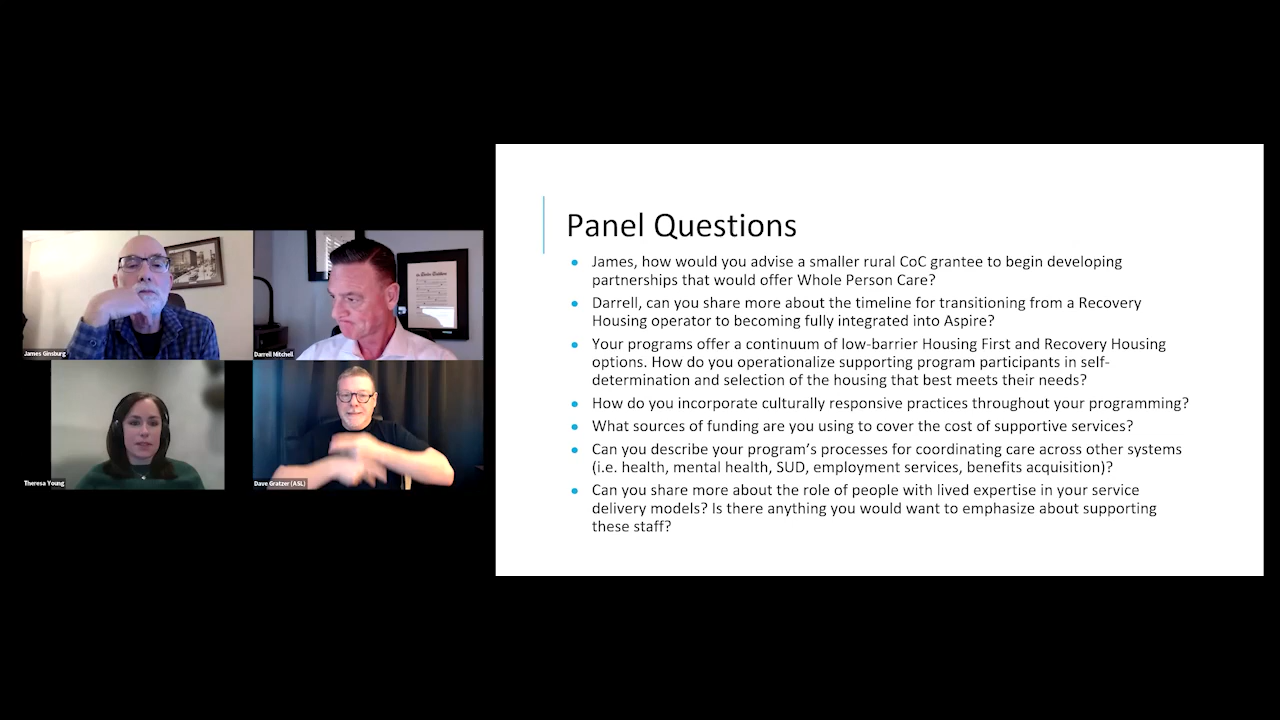 James Ginsburg
Darrell Mitchell
Theresa Young
Dave Gratzer (ASL)
Panel Questions
• James, how would you advise a smaller rural CoC grantee to begin developing
partnerships that would offer Whole Person Care?
• Darrell, can you share more about the timeline for transitioning from a Recovery
Housing operator to becoming fully integrated into Aspire?
• Your programs offer a continuum of low-barrier Housing First and Recovery Housing
options. How do you operationalize supporting program participants in self-
determination and selection of the housing that best meets their needs?
• How do you incorporate culturally responsive practices throughout your programming?
• What sources of funding are you using to cover the cost of supportive services?
• Can you describe your program’s processes for coordinating care across other systems
(i.e. health, mental health, SUD, employment services, benefits acquisition)?
• Can you share more about the role of people with lived expertise in your service
delivery models? Is there anything you would want to emphasize about supporting
these staff?